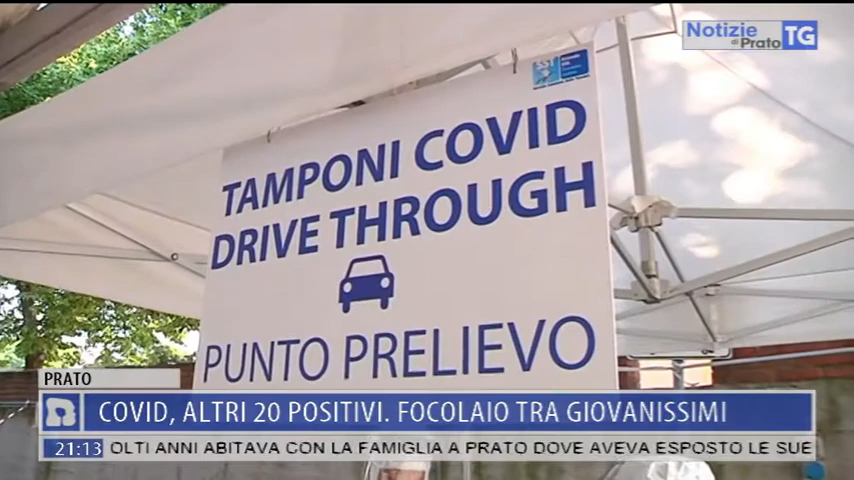 Notizie
di Prato TG
SST
TAMPONI COVID
DRIVE THROUGH
PUNTO PRELIEVO
PRATO
COVID, ALTRI 20 POSITIVI. FOCOLAIO TRA GIOVANISSIMI
21:13 OLTI ANNI ABITAVA CON LA FAMIGLIA A PRATO DOVE AVEVA ESPOSTO LE SUE